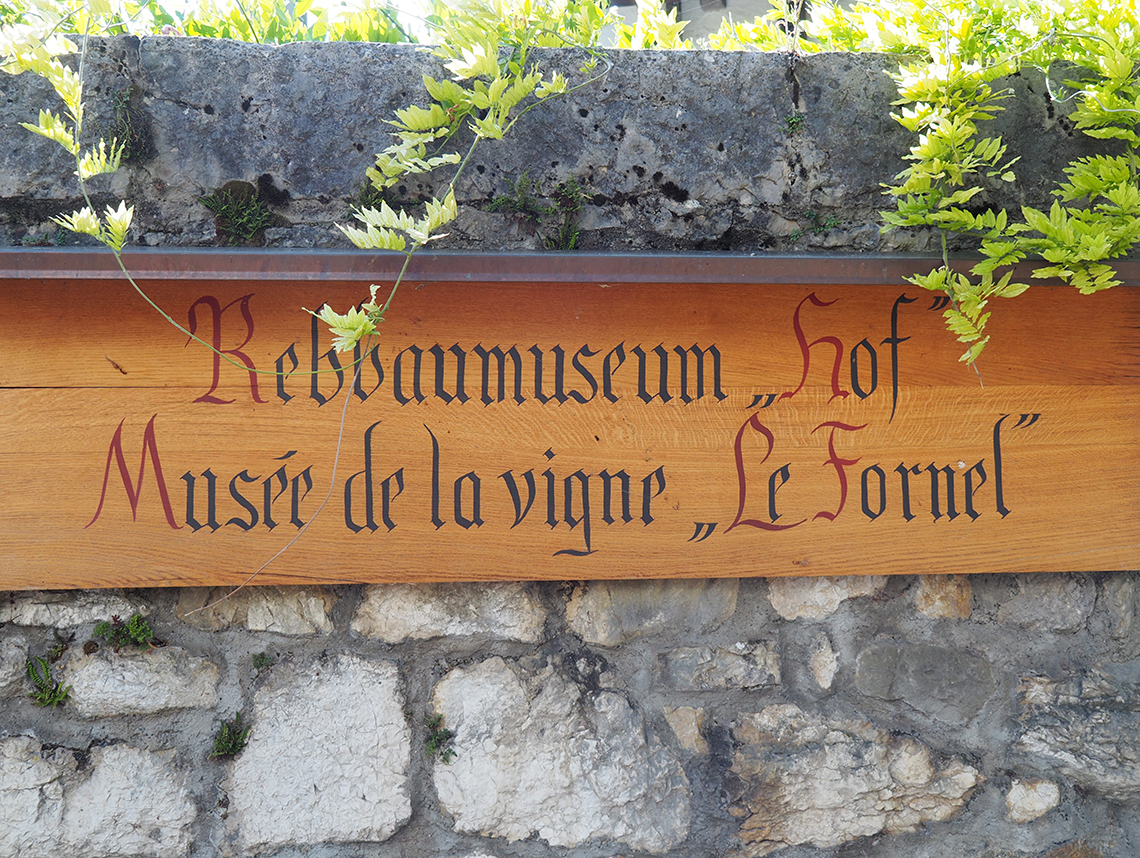 Rebbaumuseum „Hof”
Musée de la vigne „Le Fornel”